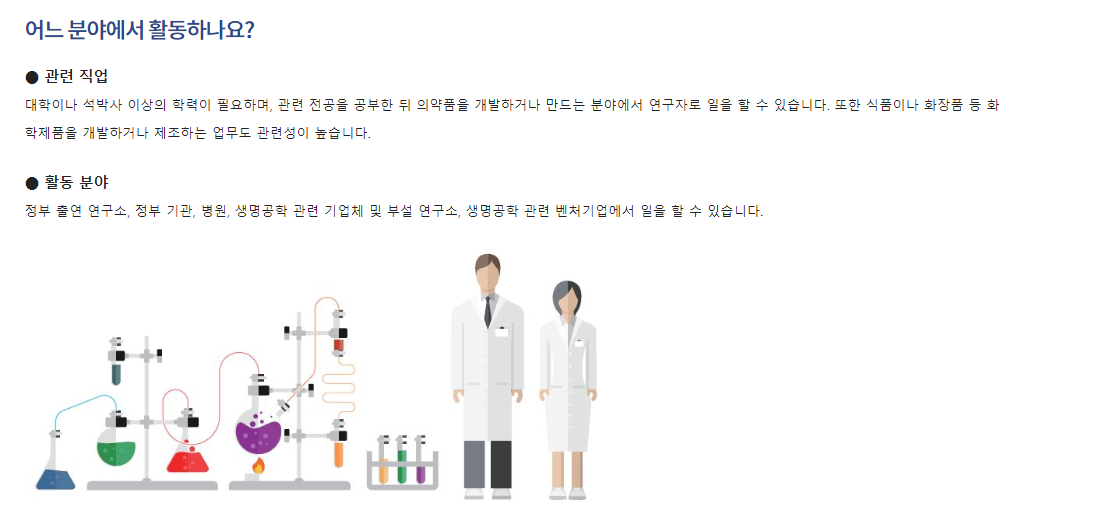 어느 분야에서 활동하나요?
● 관련 직업
대학이나 석박사 이상의 학력이 필요하며, 관련 전공을 공부한 뒤 의약품을 개발하거나 만드는 분야에서 연구자로 일을 할 수 있습니다. 또한 식품이나 화장품 등 화
학제품을 개발하거나 제조하는 업무도 관련성이 높습니다.
● 활동 분야
정부 출연 연구소, 정부 기관, 병원, 생명공학 관련 기업체 및 부설 연구소, 생명공학 관련 벤처기업에서 일을 할 수 있습니다.